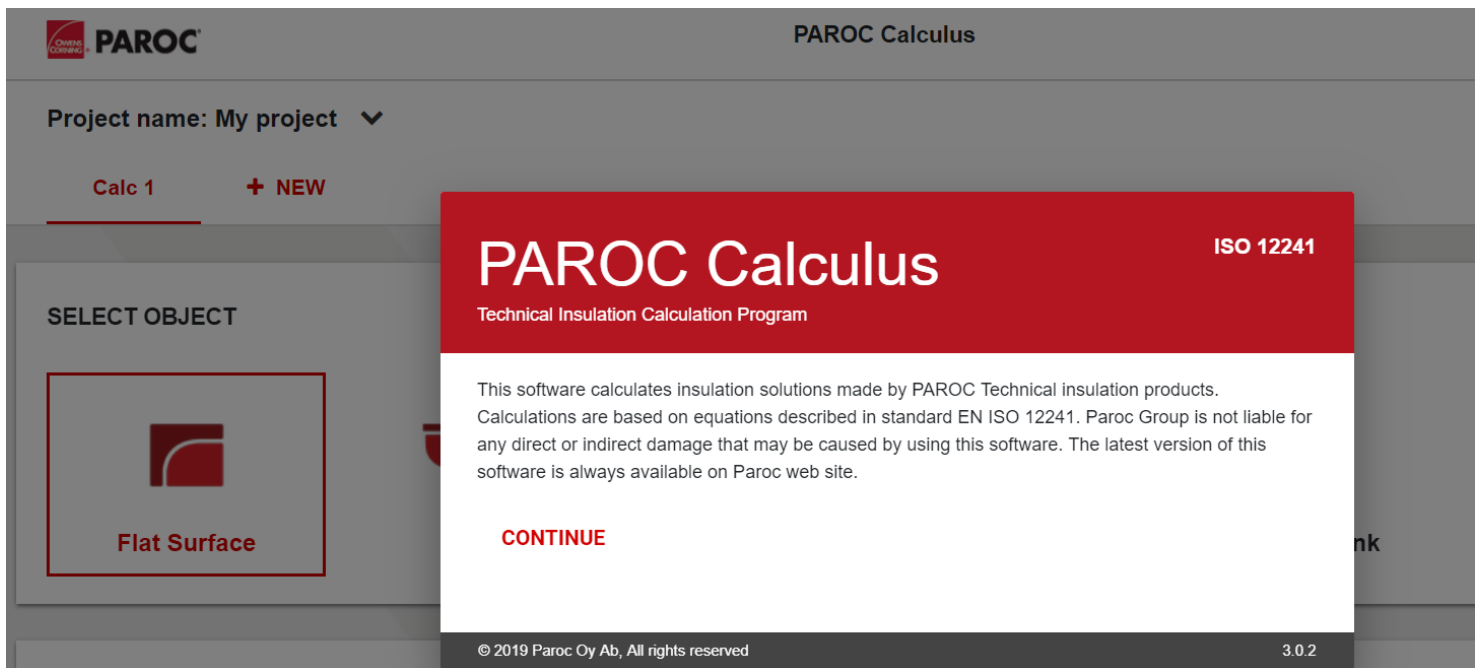 OWENS CORNING PAROC
PAROC Calculus
Project name: My project
Calc 1 + NEW
SELECT OBJECT
Flat Surface
PAROC Calculus
ISO 12241
Technical Insulation Calculation Program
This software calculates insulation solutions made by PAROC Technical insulation products.
Calculations are based on equations described in standard EN ISO 12241. Paroc Group is not liable for
any direct or indirect damage that may be caused by using this software. The latest version of this
software is always available on Paroc web site.
CONTINUE
nk
© 2019 Paroc Oy Ab, All rights reserved
3.0.2